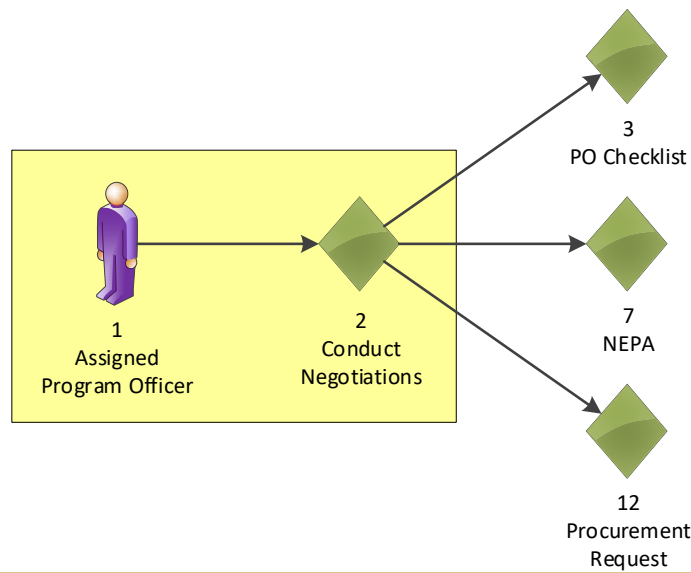 3
PO Checklist
1
Assigned
Program Officer
2
Conduct
Negotiations
7
NEPA
12
Procurement
Request